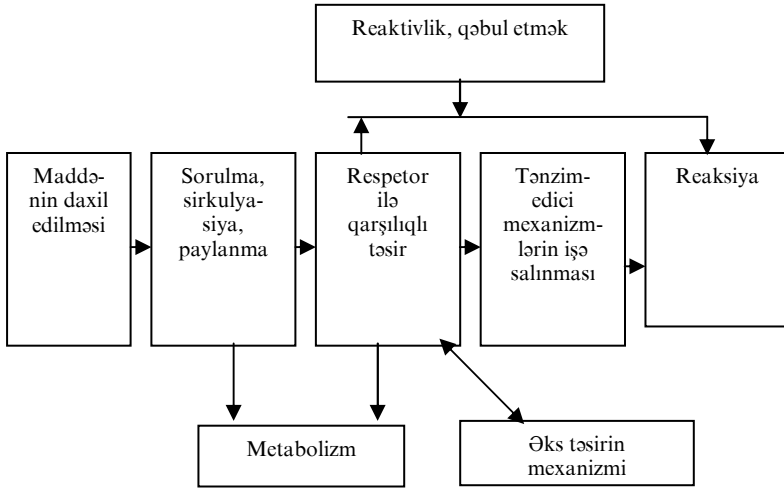 Reaktivlik, qəbul etmək
Maddə-
nin daxil
edilməsi
Sorulma,
sirkulya-
siya,
paylanma
Respetor
ilə
qarşılıqlı
təsir
Tənzim-
edici
mexanizm-
lərin işə
salınması
Reaksiya
Metabolizm
Əks təsirin
mexanizmi